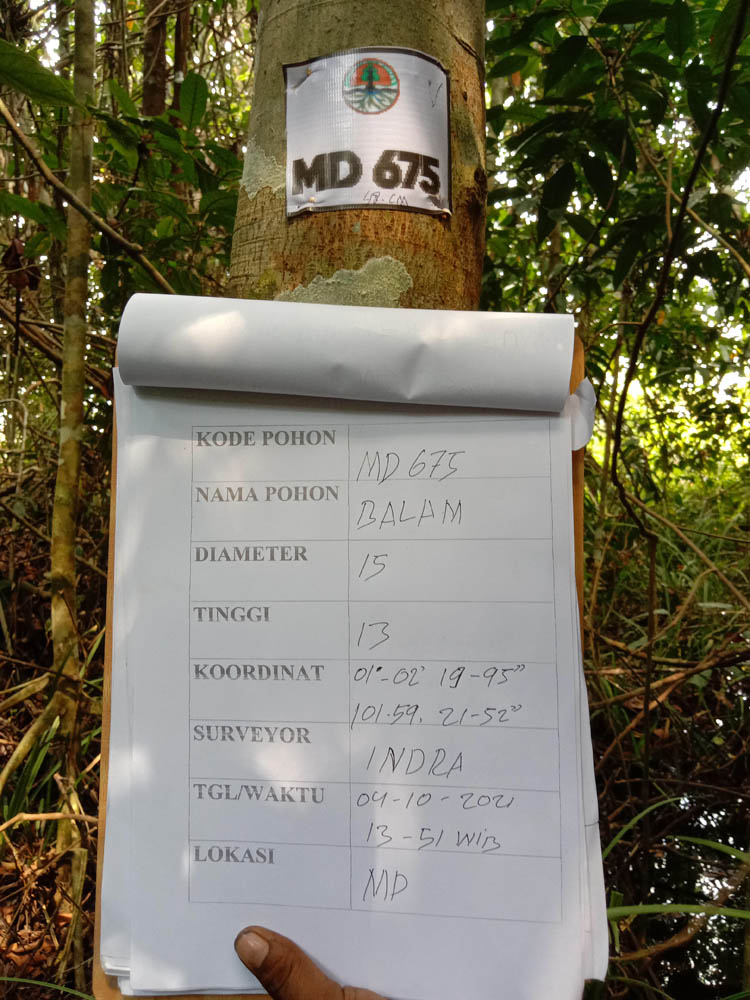 MD 675
48. CM
KODE POHON MD 675
NAMA POHON BALAM
DIAMETER 15
TINGGI 13
KOORDINAT 01°-02' 19-95"
101.59. 21-52"
SURVEYOR INDRA
TGL/WAKTU 04-10-2021
13-51 WIB
LOKASI MD